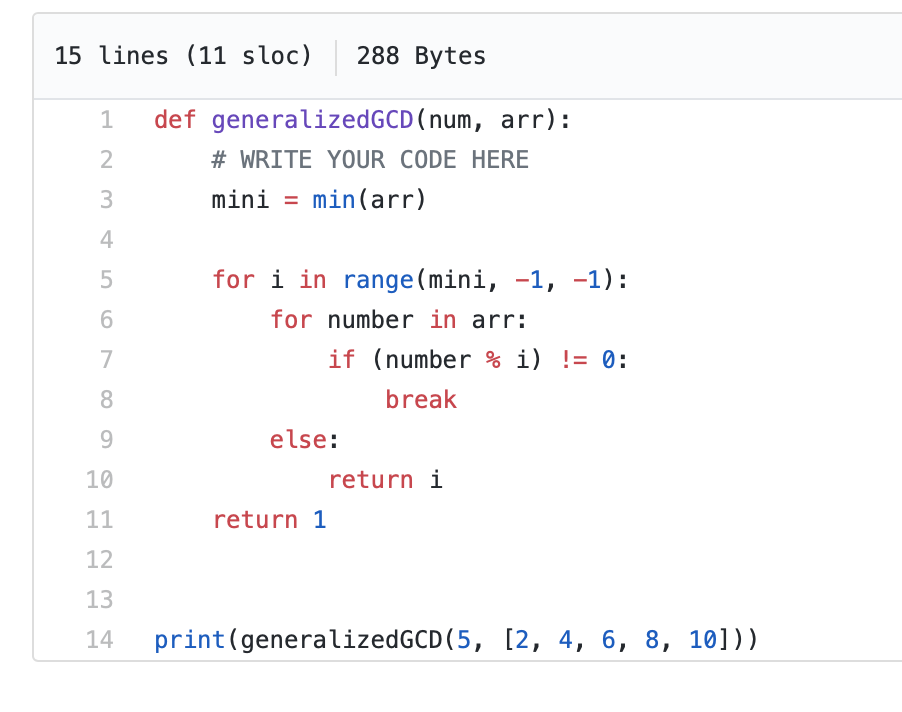 15 lines (11 sloc) | 288 Bytes
1 def generalizedGCD(num, arr):
2     # WRITE YOUR CODE HERE
3     mini = min(arr)
4
5     for i in range(mini, -1, -1):
6         for number in arr:
7             if (number % i) != 0:
8                 break
9         else:
10             return i
11     return 1
12
13
14 print(generalizedGCD(5, [2, 4, 6, 8, 10]))